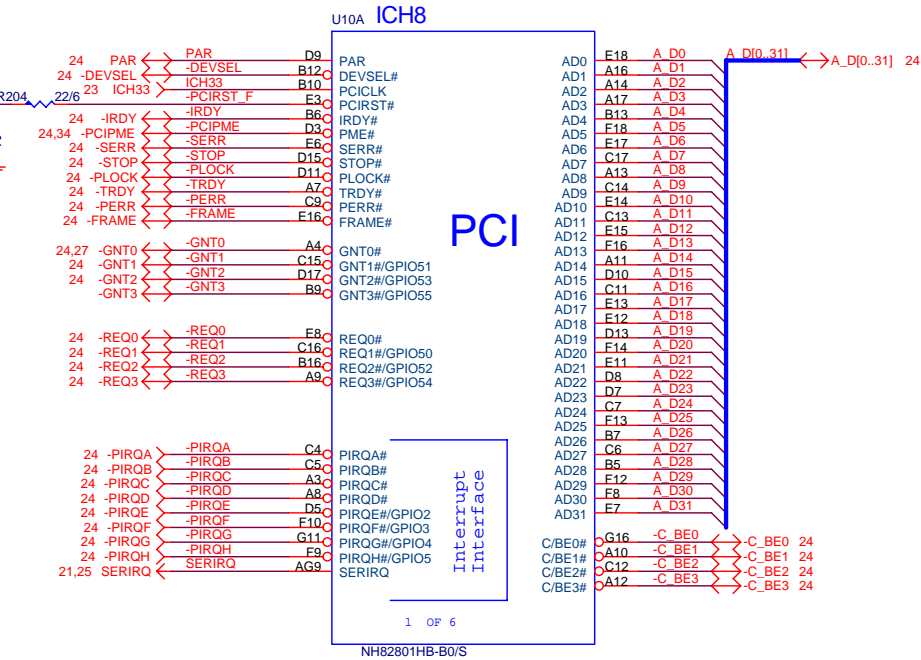 U10A ICH8
24 PAR PAR D9 PAR AD0 E18 A_D0 A_D[0..31] A_D[0..31] 24
24 -DEVSEL -DEVSEL B12 DEVSEL# AD1 A16 A_D1
23 ICH33 ICH33 B10 PCICLK AD2 A14 A_D2
R204 22/6 -PCIRST_F E3 PCIRST# AD3 A17 A_D3
24 -IRDY -IRDY B6 IRDY# AD4 B13 A_D4
24,34 -PCIPME -PCIPME D3 PME# AD5 F18 A_D5
24 -SERR -SERR E6 SERR# AD6 E17 A_D6
24 -STOP -STOP D15 STOP# AD7 C17 A_D7
24 -PLOCK -PLOCK D11 PLOCK# AD8 A13 A_D8
24 -TRDY -TRDY A7 TRDY# AD9 C14 A_D9
24 -PERR -PERR C9 PERR# AD10 E14 A_D10
24 -FRAME -FRAME E16 FRAME# AD11 C13 A_D11
PCI
AD12 E15 A_D12
24,27 -GNT0 -GNT0 A4 GNT0# AD13 F16 A_D13
24 -GNT1 -GNT1 C15 GNT1#/GPIO51 AD14 A11 A_D14
24 -GNT2 -GNT2 D17 GNT2#/GPIO53 AD15 D10 A_D15
-GNT3 -GNT3 B9 GNT3#/GPIO55 AD16 C11 A_D16
AD17 E13 A_D17
AD18 E12 A_D18
24 -REQ0 -REQ0 E8 REQ0# AD19 D13 A_D19
24 -REQ1 -REQ1 C16 REQ1#/GPIO50 AD20 F14 A_D20
24 -REQ2 -REQ2 B16 REQ2#/GPIO52 AD21 E11 A_D21
24 -REQ3 -REQ3 A9 REQ3#/GPIO54 AD22 D8 A_D22
AD23 D7 A_D23
AD24 C7 A_D24
AD25 F13 A_D25
AD26 B7 A_D26
24 -PIRQA -PIRQA C4 PIRQA# AD27 C6 A_D27
24 -PIRQB -PIRQB C5 PIRQB# AD28 B5 A_D28
24 -PIRQC -PIRQC A3 PIRQC# AD29 F12 A_D29
24 -PIRQD -PIRQD A8 PIRQD# AD30 F8 A_D30
24 -PIRQE -PIRQE D5 PIRQE#/GPIO2 AD31 E7 A_D31
24 -PIRQF -PIRQF F10 PIRQF#/GPIO3
24 -PIRQG -PIRQG G11 PIRQG#/GPIO4 C/BE0# G16 -C_BE0 -C_BE0 24
24 -PIRQH -PIRQH F9 PIRQH#/GPIO5 C/BE1# A10 -C_BE1 -C_BE1 24
21,25 SERIRQ SERIRQ AG9 SERIRQ C/BE2# C12 -C_BE2 -C_BE2 24
C/BE3# A12 -C_BE3 -C_BE3 24
Interrupt
Interface
1 OF 6
NH82801HB-B0/S